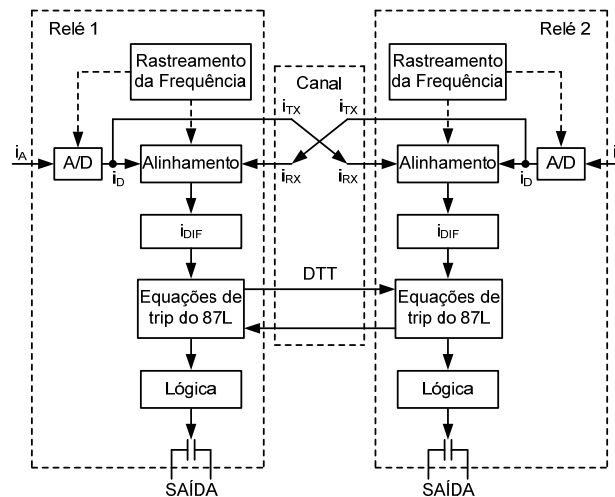 Relé 1
Relé 2
Rastreamento
da Frequência
Rastreamento
da Frequência
Canal
iTX
iTX
iA
A/D
iD
Alinhamento
iRX
iRX
Alinhamento
iD
A/D
i
iDIF
iDIF
DTT
Equações de
trip do 87L
Equações de
trip do 87L
Lógica
Lógica
SAÍDA
SAÍDA